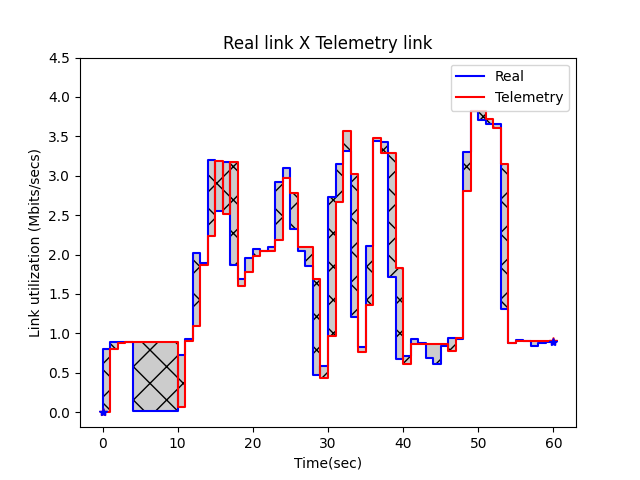 Real link X Telemetry link
Real
Telemetry
Link utilization (Mbits/secs)
4.5
4.0
3.5
3.0
2.5
2.0
1.5
1.0
0.5
0.0
0 10 20 30 40 50 60
Time(sec)